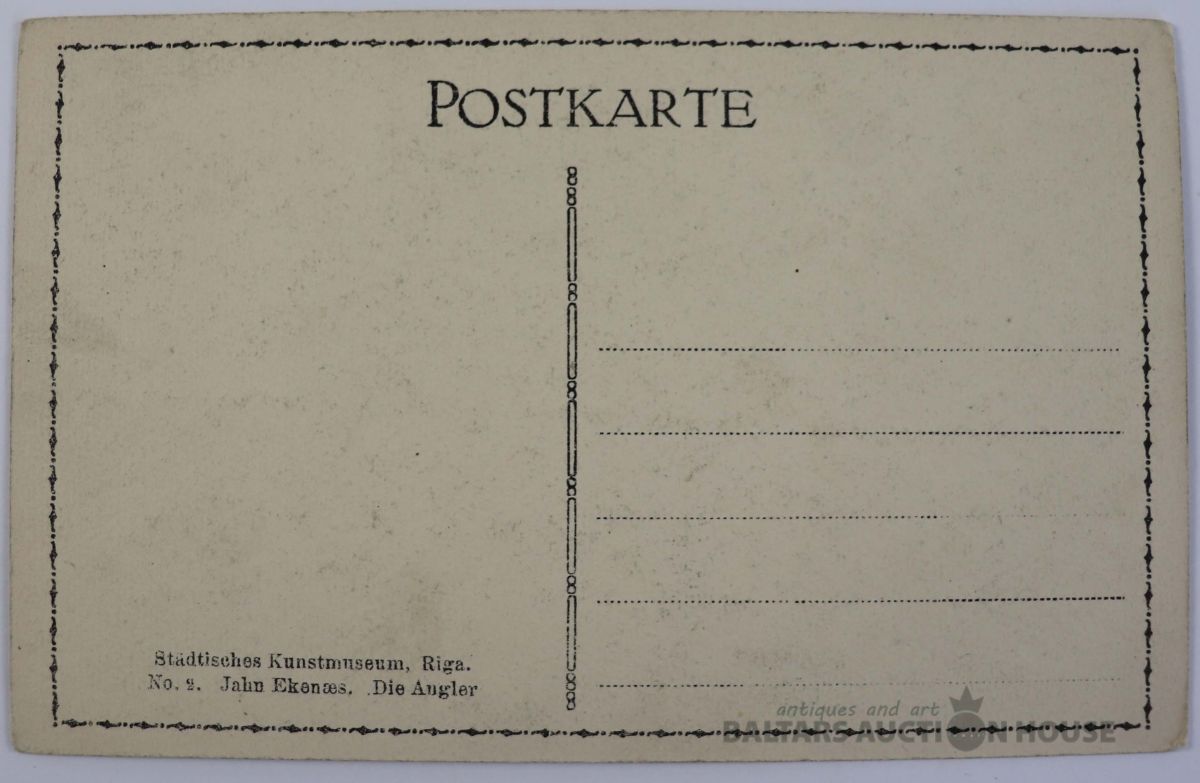 POSTKARTE
Städtisches Kunstmuseum, Riga.
No. 2. Jahn Ekenæs. Die Angler
antiques and art
BALTARS AUCTION HOUSE